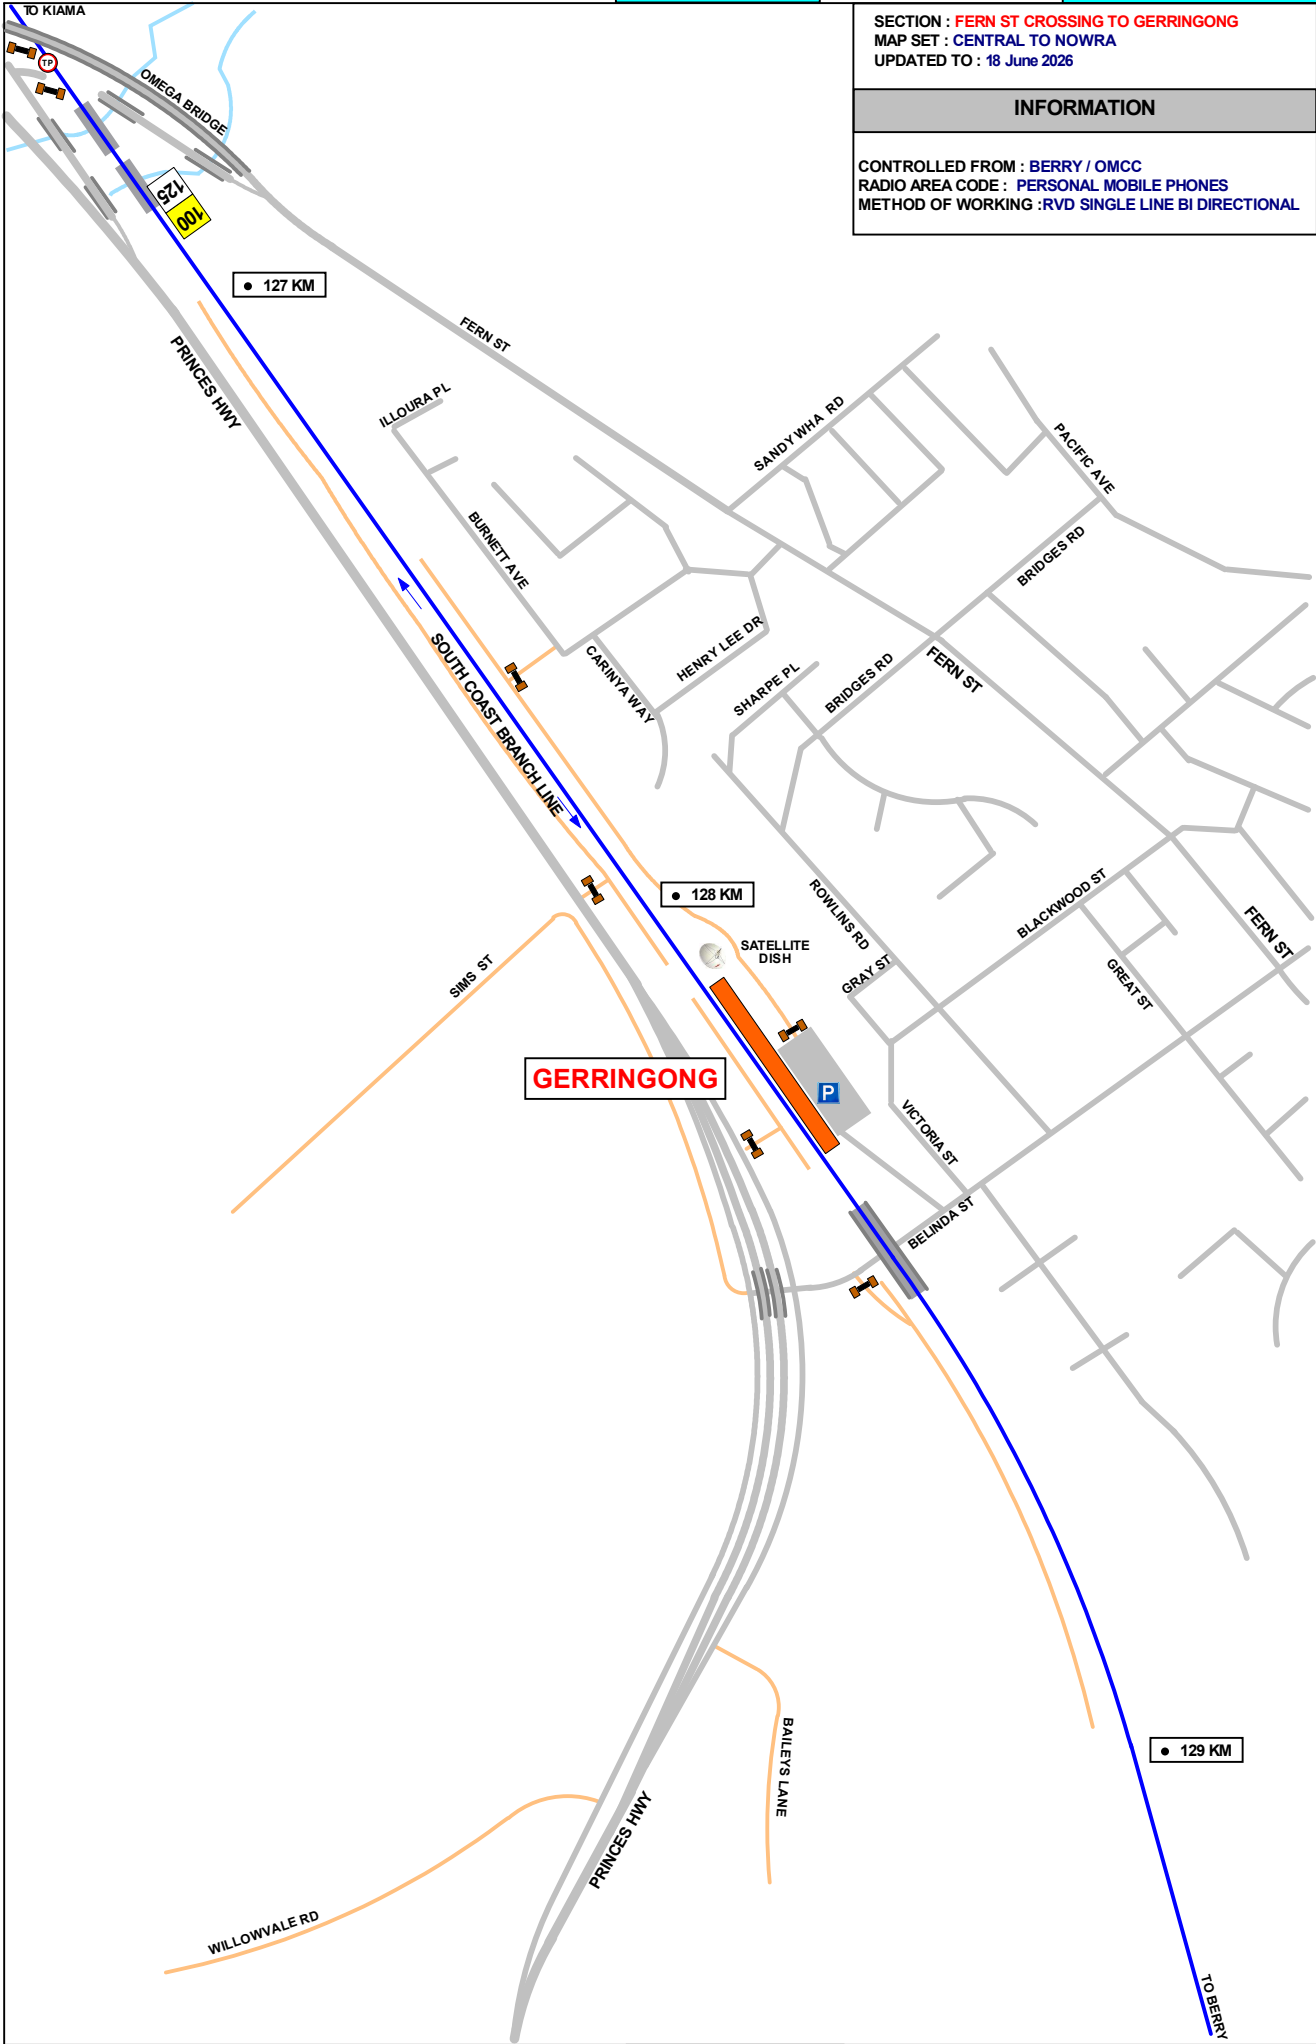 TO KIAMA
SECTION : FERN ST CROSSING TO GERRINGONG
MAP SET : CENTRAL TO NOWRA
UPDATED TO : 18 June 2026
INFORMATION
CONTROLLED FROM : BERRY / OMCC
RADIO AREA CODE : PERSONAL MOBILE PHONES
METHOD OF WORKING :RVD SINGLE LINE BI DIRECTIONAL
TP
OMEGA BRIDGE
125
100
127 KM
FERN ST
PRINCES HWY
ILLOURA PL
SANDY WHA RD
PACIFIC AVE
BURNETT AVE
BRIDGES RD
SOUTH COAST BRANCH LINE
CARINYA WAY
HENRY LEE DR
SHARPE PL
BRIDGES RD
FERN ST
128 KM
ROWLINS RD
BLACKWOOD ST
FERN ST
SATELLITE
DISH
SIMS ST
GRAY ST
GREAT ST
GERRINGONG
P
VICTORIA ST
BELINDA ST
BAILEYS LANE
129 KM
PRINCES HWY
WILLOWVALE RD
TO BERRY